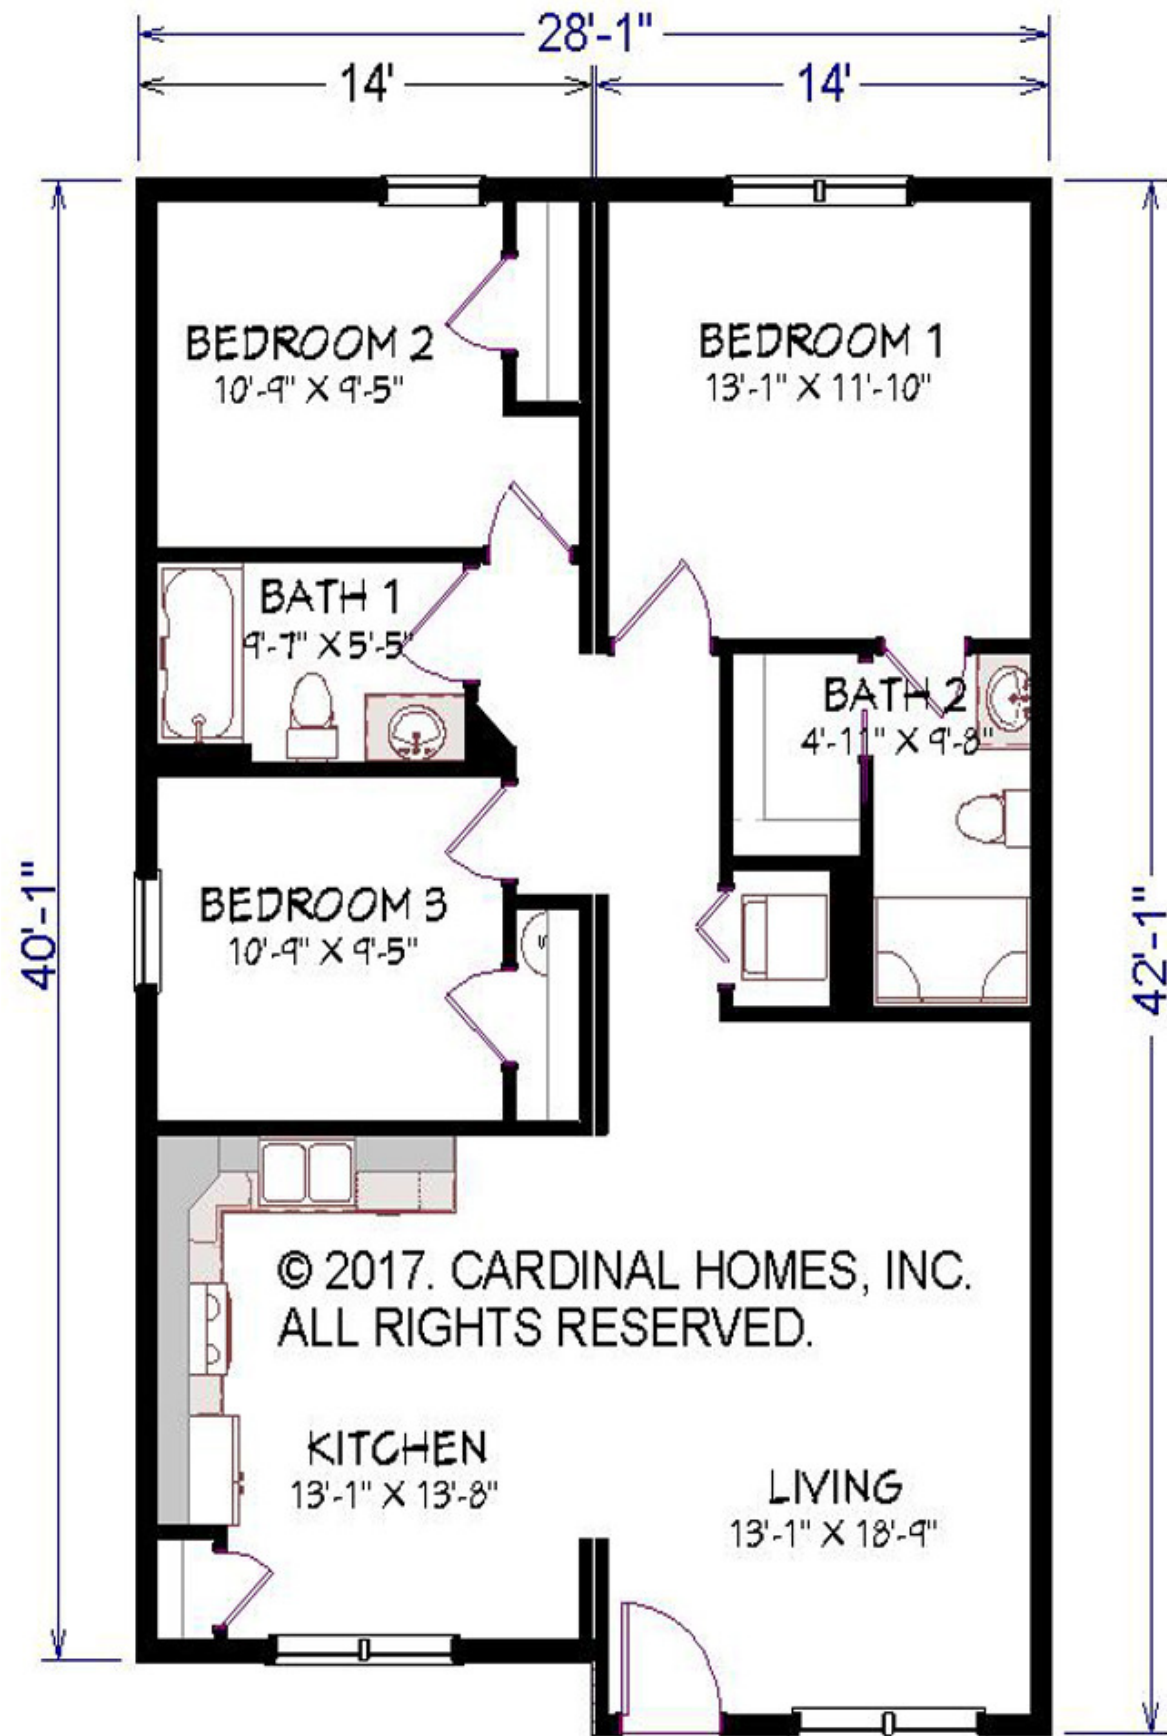 28'-1"
14'
14'
BEDROOM 2
10'-9" X 9'-5"
BEDROOM 1
13'-1" X 11'-10"
BATH 1
9'-7" X 5'-5"
BATH 2
4'-11" X 9'-8"
BEDROOM 3
10'-9" X 9'-5"
40'-1"
42'-1"
© 2017. CARDINAL HOMES, INC.
ALL RIGHTS RESERVED.
KITCHEN
13'-1" X 13'-8"
LIVING
13'-1" X 18'-9"